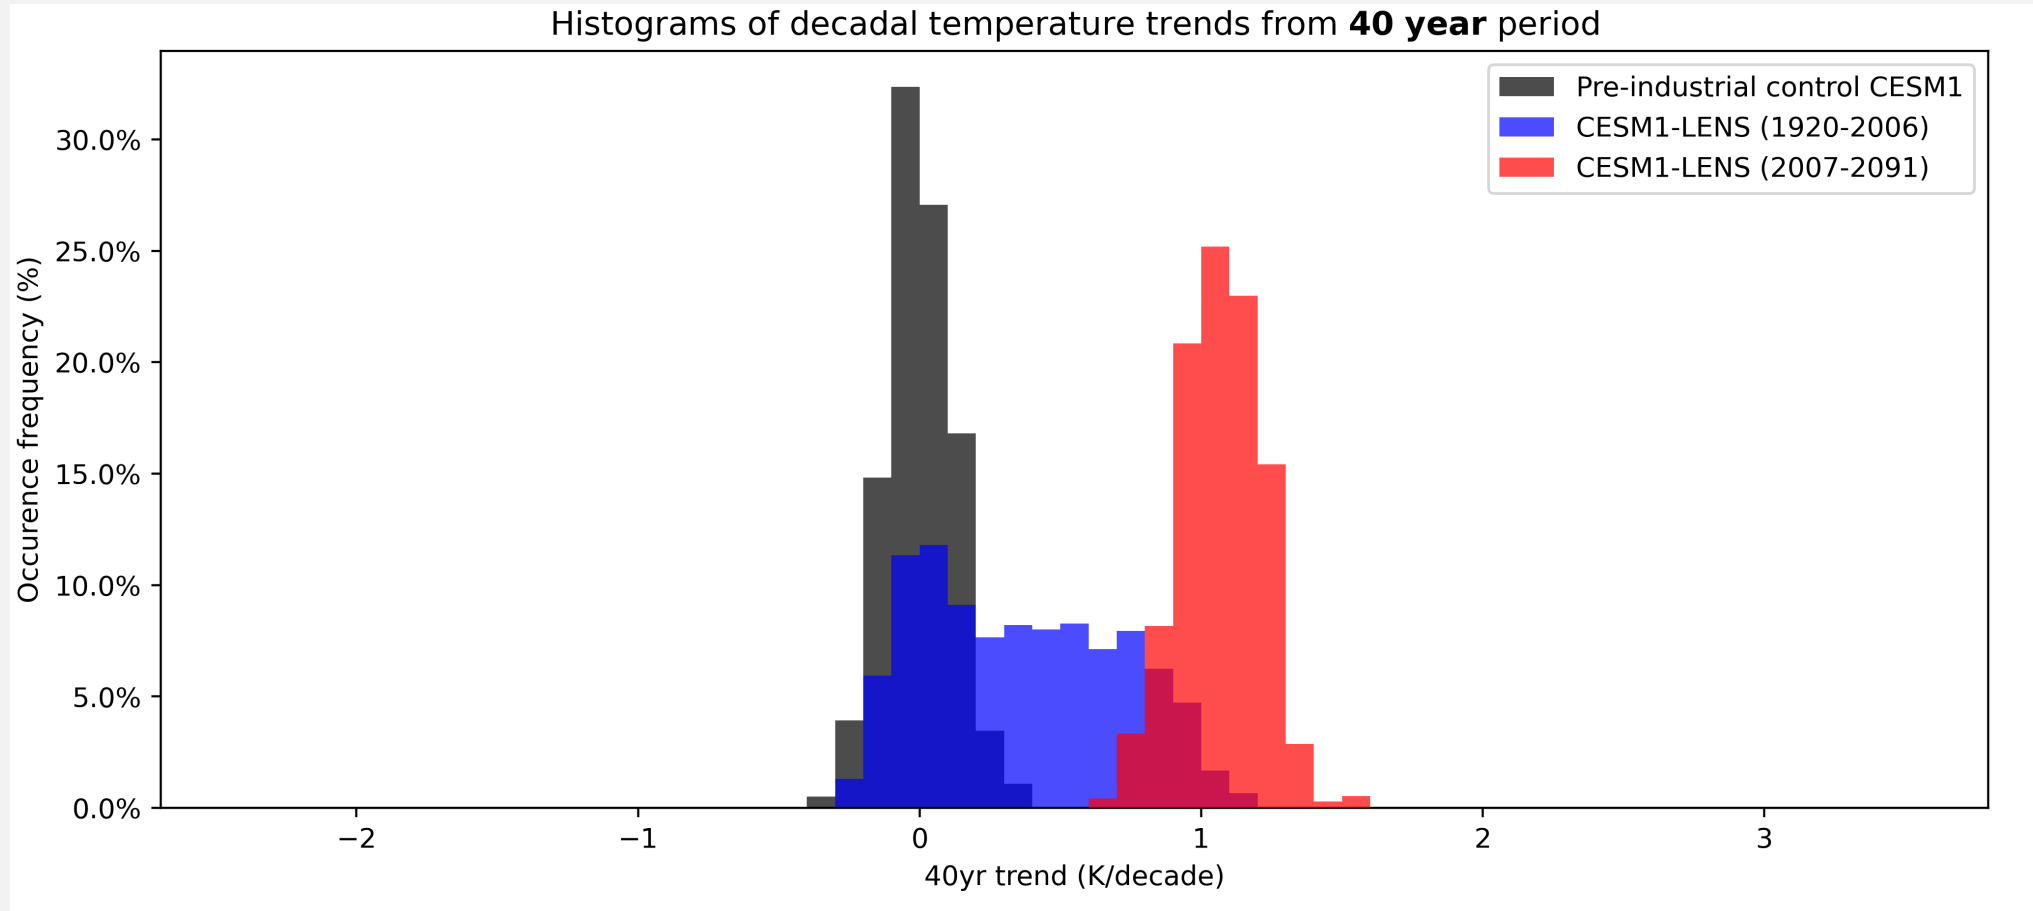 Histograms of decadal temperature trends from 40 year period
Pre-industrial control CESM1
CESM1-LENS (1920-2006)
CESM1-LENS (2007-2091)
Occurence frequency (%)
30.0%
25.0%
20.0%
15.0%
10.0%
5.0%
0.0%
−2
−1
0
1
2
3
40yr trend (K/decade)